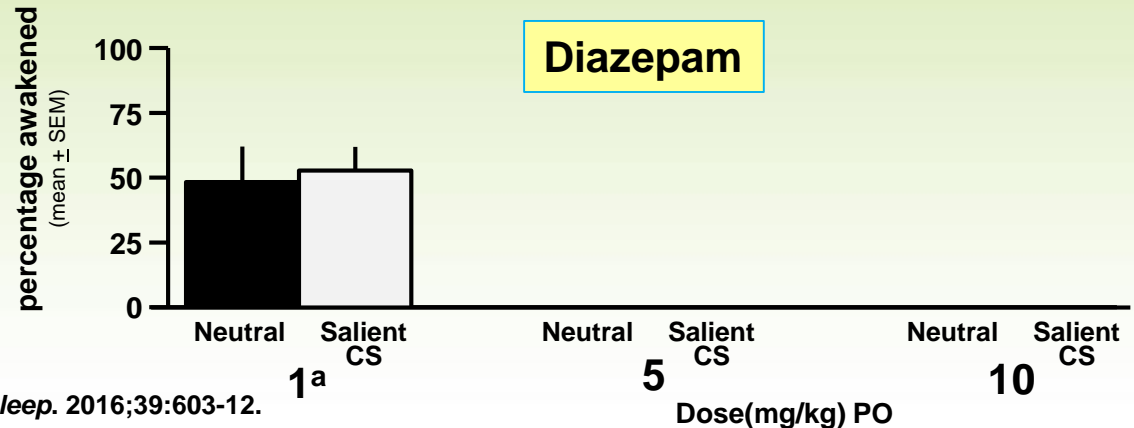 Diazepam
percentage awakened
(mean ± SEM)
100
75
50
25
0
Neutral Salient CS Neutral Salient CS Neutral Salient CS
1a 5 10
Dose(mg/kg) PO
leep. 2016;39:603-12.